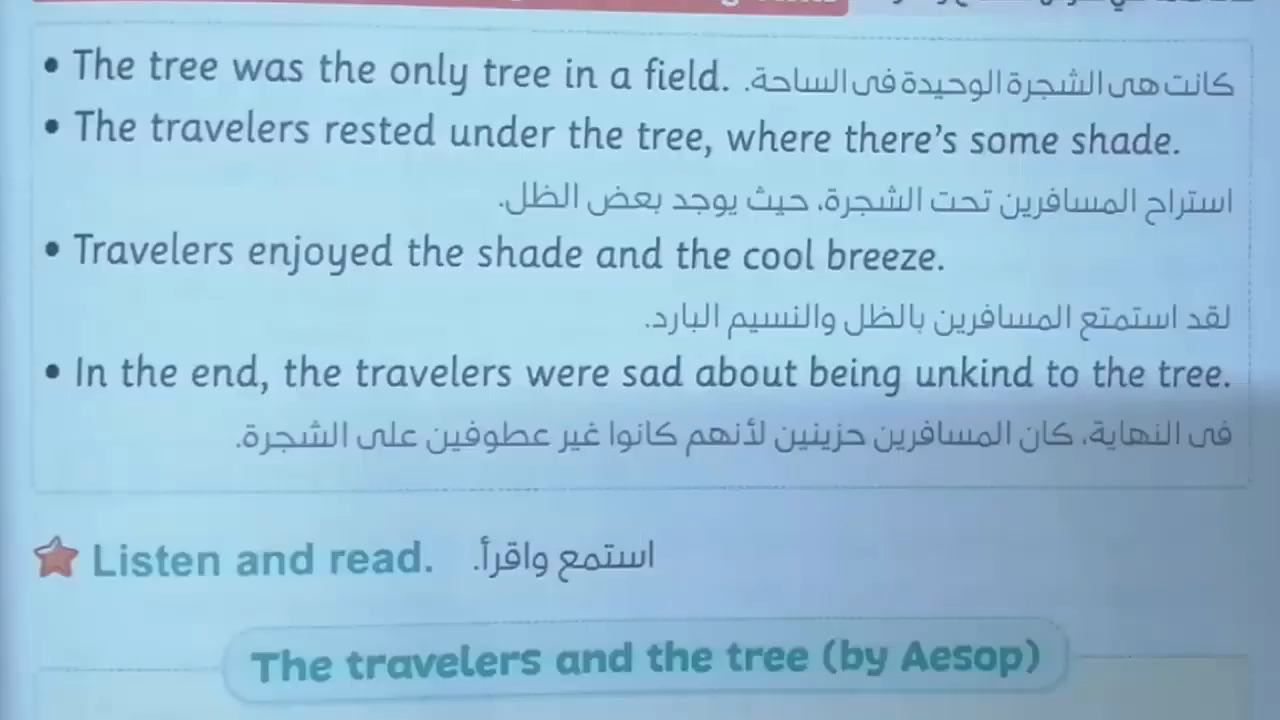 • The tree was the only tree in a field. كانت هى الشجرة الوحيدة فى الساحة.
• The travelers rested under the tree, where there's some shade.
استراح المسافرين تحت الشجرة، حيث يوجد بعض الظل.
• Travelers enjoyed the shade and the cool breeze.
لقد استمتع المسافرين بالظل والنسيم البارد.
• In the end, the travelers were sad about being unkind to the tree.
فى النهاية، كان المسافرين حزينين لأنهم كانوا غير عطوفين على الشجرة.
Listen and read. استمع واقرأ.
The travelers and the tree (by Aesop)